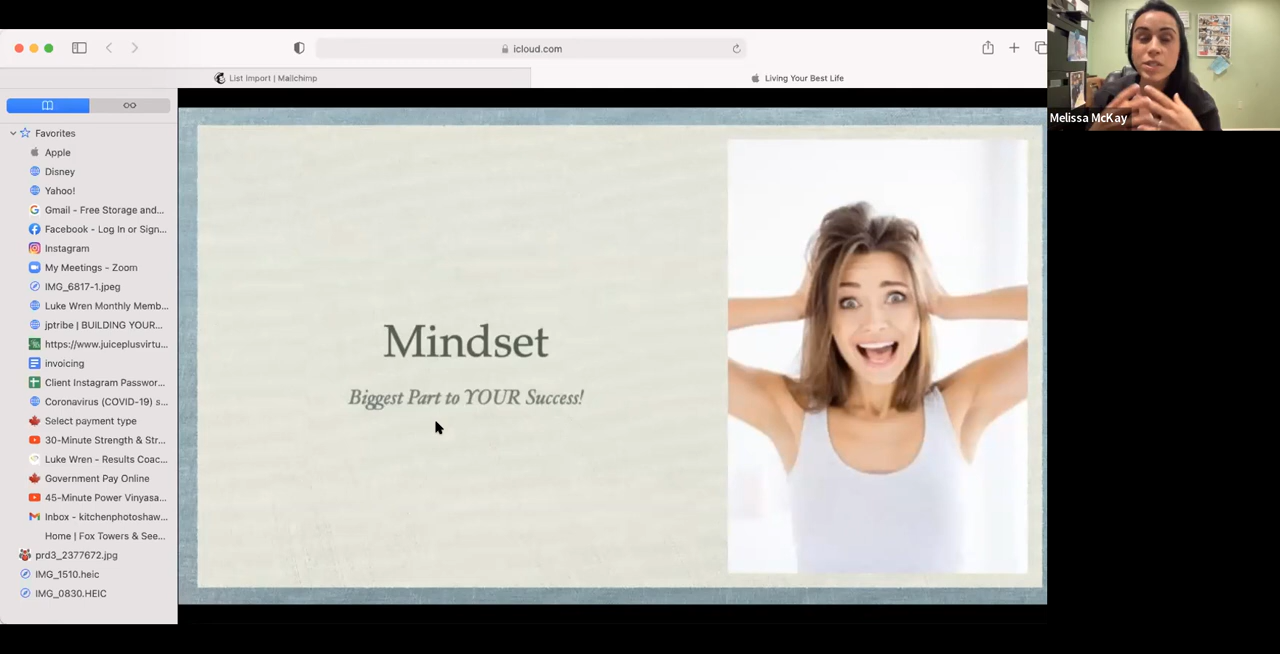 icloud.com
List Import | Mailchimp
Living Your Best Life
Favorites
Apple
Disney
Yahoo!
Gmail - Free Storage and...
Facebook - Log In or Sign...
Instagram
My Meetings - Zoom
IMG_6817-1.jpeg
Luke Wren Monthly Memb...
jptribe | BUILDING YOUR...
https://www.juiceplusvirtu...
invoicing
Client Instagram Passwor...
Coronavirus (COVID-19) s...
Select payment type
30-Minute Strength & Str...
Luke Wren - Results Coac...
Government Pay Online
45-Minute Power Vinyasa...
Inbox - kitchenphotoshaw...
Home | Fox Towers & See...
prd3_2377672.jpg
IMG_1510.heic
IMG_0830.HEIC
Mindset
Biggest Part to YOUR Success!
Melissa McKay